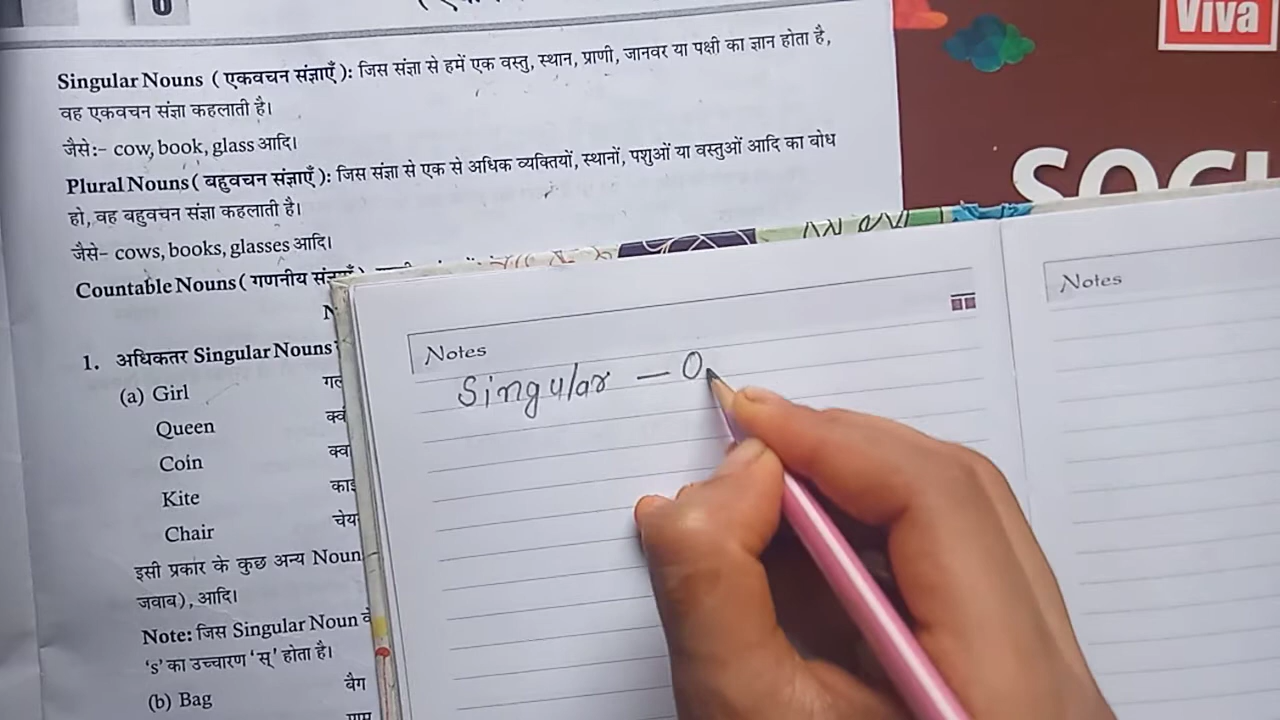 6
Viva
Singular Nouns ( एकवचन संज्ञाएँ ): जिस संज्ञा से हमें एक वस्तु, स्थान, प्राणी, जानवर या पक्षी का ज्ञान होता है,
वह एकवचन संज्ञा कहलाती है।
जैसे:– cow, book, glass आदि।
Plural Nouns ( बहुवचन संज्ञाएँ ): जिस संज्ञा से एक से अधिक व्यक्तियों, स्थानों, पशुओं या वस्तुओं आदि का बोध
हो, वह बहुवचन संज्ञा कहलाती है।
जैसे– cows, books, glasses आदि।
Countable Nouns ( गणनीय
1. अधिकतर Singular Nouns
(a) Girl
Queen
Coin
Kite
Chair
इसी प्रकार के कुछ अन्य Noun
जवाब), आदि।
Note: जिस Singular Noun
's' का उच्चारण 'स्' होता है।
(b) Bag बैग
Notes
Singular — O
Notes